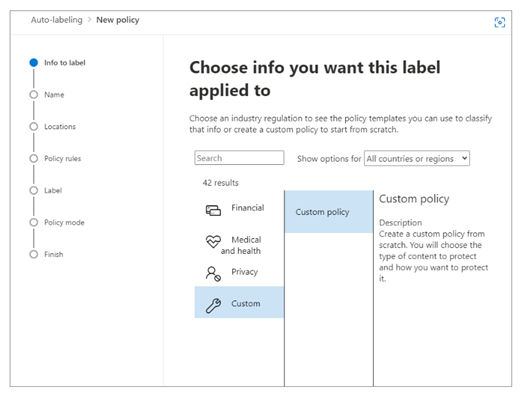 Auto-labeling > New policy
Info to label
Name
Locations
Policy rules
Label
Policy mode
Finish
Choose info you want this label
applied to
Choose an industry regulation to see the policy templates you can use to classify
that info or create a custom policy to start from scratch.
Search
Show options for All countries or regions
42 results
Financial
Medical
and health
Privacy
Custom
Custom policy
Custom policy
Description
Create a custom policy from
scratch. You will choose the
type of content to protect
and how you want to protect
it.